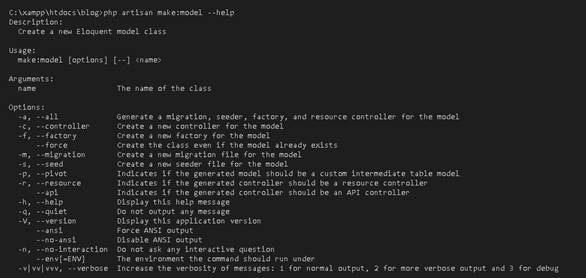 C:\xampp\htdocs\blog>php artisan make:model --help
Description:
  Create a new Eloquent model class

Usage:
  make:model [options] [--] <name>

Arguments:
  name                  The name of the class

Options:
  -a, --all             Generate a migration, seeder, factory, and resource controller for the model
  -c, --controller      Create a new controller for the model
  -f, --factory         Create a new factory for the model
      --force           Create the class even if the model already exists
  -m, --migration       Create a new migration file for the model
  -s, --seed            Create a new seeder file for the model
  -p, --pivot           Indicates if the generated model should be a custom intermediate table model
  -r, --resource        Indicates if the generated controller should be a resource controller
      --api             Indicates if the generated controller should be an API controller
  -h, --help            Display this help message
  -q, --quiet           Do not output any message
  -V, --version         Display this application version
      --ansi            Force ANSI output
      --no-ansi         Disable ANSI output
  -n, --no-interaction  Do not ask any interactive question
      --env[=ENV]       The environment the command should run under
  -v|vv|vvv, --verbose  Increase the verbosity of messages: 1 for normal output, 2 for more verbose output and 3 for debug